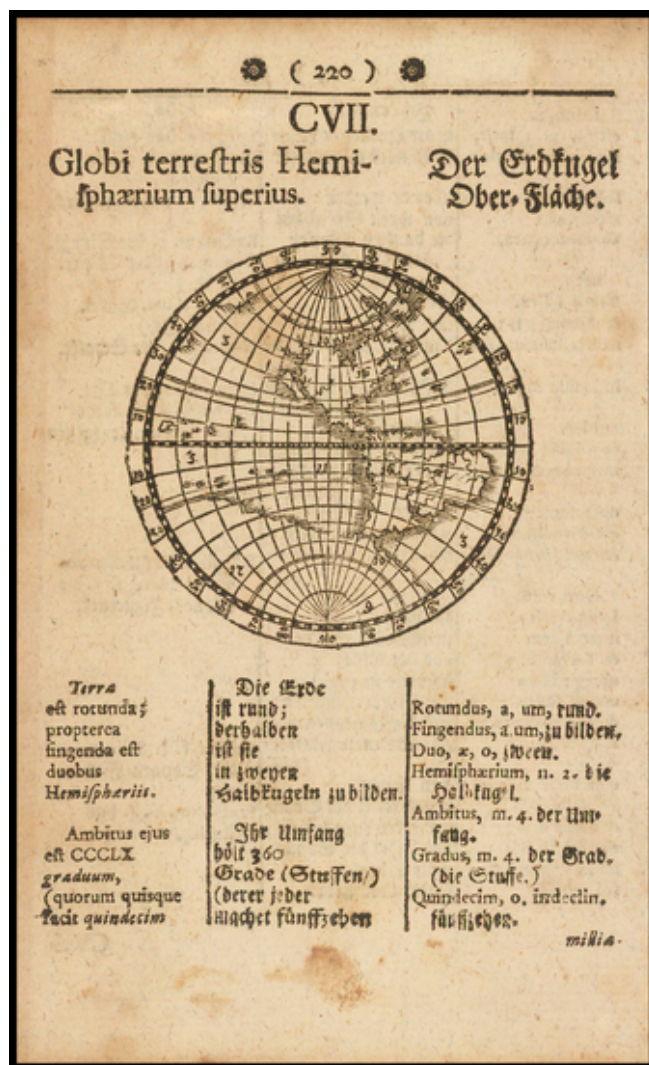 ( 220 )
CVII.
Globi terreſtris Hemi-
ſphærium ſuperius.
Der Erdkugel
Ober-Fläche.
Terra
eſt rotunda;
propterea
fingenda eſt
duobus
Hemiſphæriis.
Ambitus ejus
eſt CCCLX
graduum,
(quorum quisque
facit quindecim
Die Erde
iſt rund;
derhalben
iſt ſie
in zweyen
Halbkugeln zu bilden.
Ihr Umfang
hält 360
Grade (Stuffen/)
(derer jeder
machet fünffzehen
Rotundus, a, um, rund.
Fingendus, a um, zu bilden.
Duo, æ, o, zween.
Hemiſphærium, n. 2. die
Halbkugel.
Ambitus, m. 4. der Um-
fang.
Gradus, m. 4. der Grad.
(die Stuffe.)
Quindecim, o. indeclin.
fünffzehen.
millia-